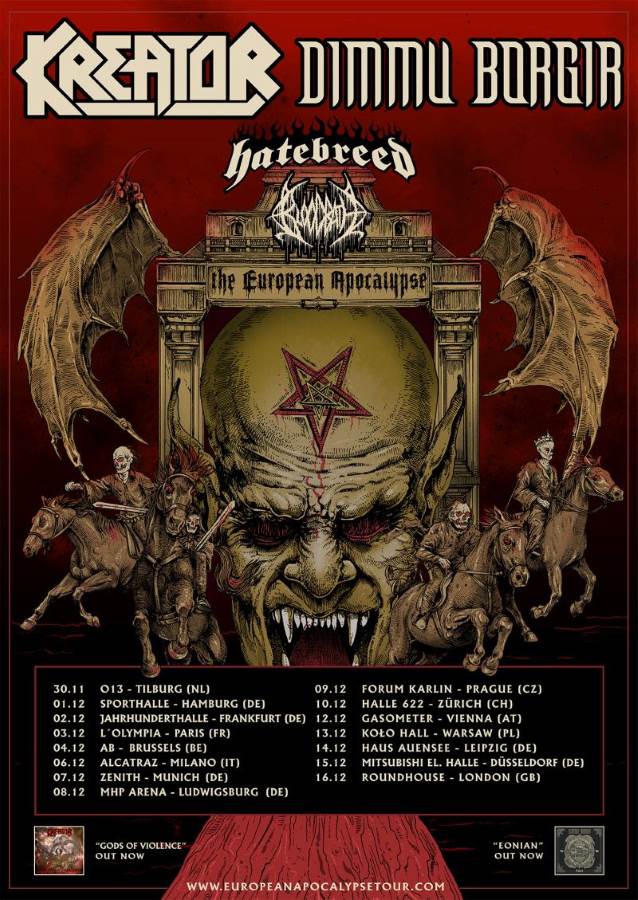 KREATOR DIMMU BORGIR
hatebreed
BLOODBATH
the European Apocalypse
30.11 O13 - TILBURG (NL)
01.12 SPORTHALLE - HAMBURG (DE)
02.12 JAHRHUNDERTHALLE - FRANKFURT (DE)
03.12 L´OLYMPIA - PARIS (FR)
04.12 AB - BRUSSELS (BE)
06.12 ALCATRAZ - MILANO (IT)
07.12 ZENITH - MUNICH (DE)
08.12 MHP ARENA - LUDWIGSBURG (DE)
09.12 FORUM KARLIN - PRAGUE (CZ)
10.12 HALLE 622 - ZÜRICH (CH)
12.12 GASOMETER - VIENNA (AT)
13.12 KOŁO HALL - WARSAW (PL)
14.12 HAUS AUENSEE - LEIPZIG (DE)
15.12 MITSUBISHI EL. HALLE - DÜSSELDORF (DE)
16.12 ROUNDHOUSE - LONDON (GB)
KREATOR
"GODS OF VIOLENCE"
OUT NOW
"EONIAN"
OUT NOW
DIMMU BORGIR
WWW.EUROPEANAPOCALYPSETOUR.COM